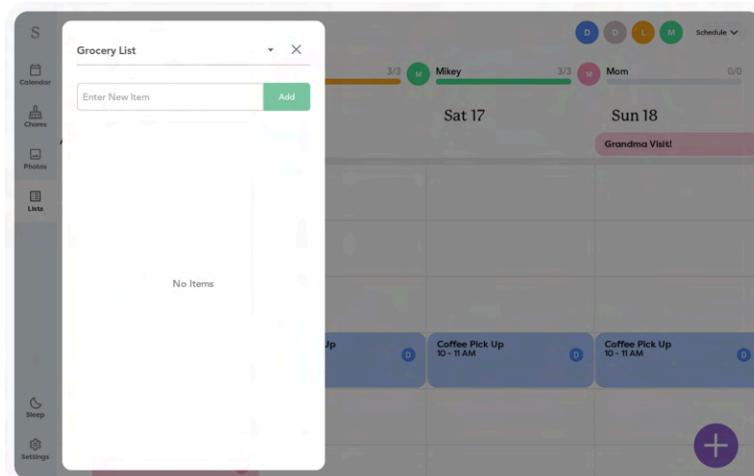 S
Calendar
Chores
Photos
Lists
Sleep
Settings
Grocery List
Enter New Item
Add
No Items
D
D
L
M
Schedule
3/3
M
Mikey
3/3
M
Mom
0/0
Sat 17
Sun 18
Grandma Visit!
Up
D
Coffee Pick Up
10 - 11 AM
D
Coffee Pick Up
10 - 11 AM
D